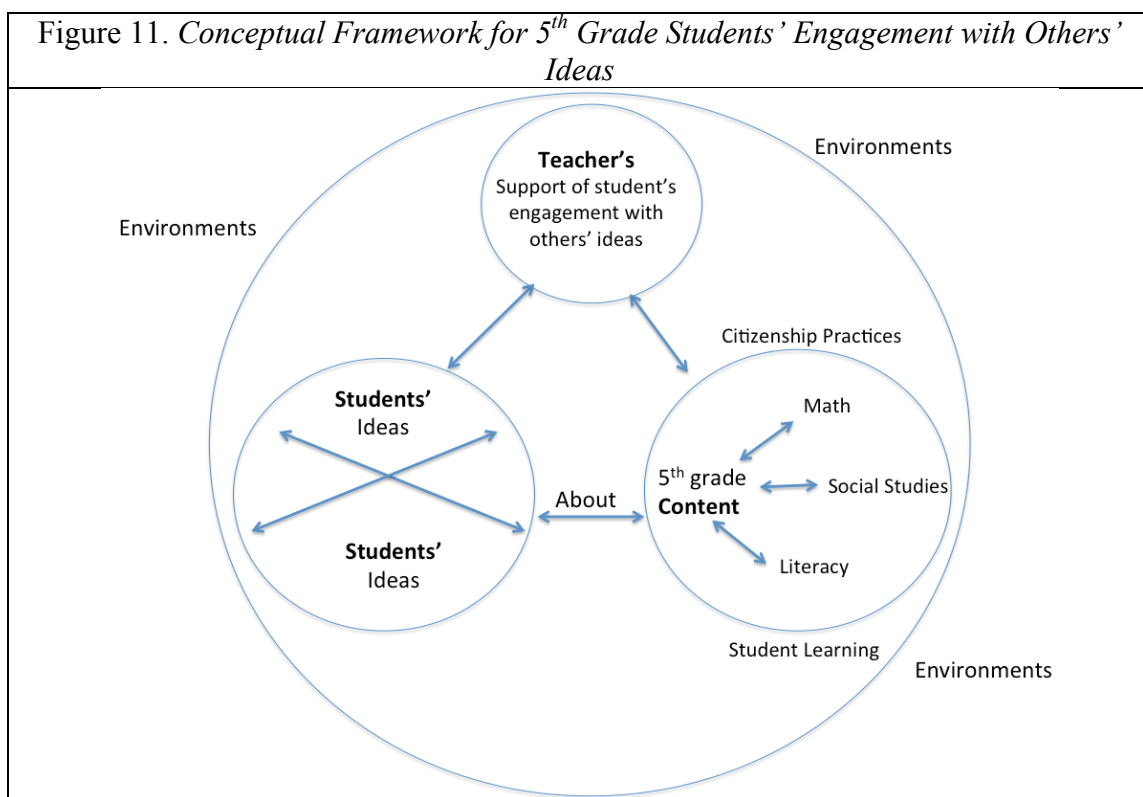 Figure 11. Conceptual Framework for 5th Grade Students’ Engagement with Others’
Ideas
Environments
Environments
Teacher’s
Support of student’s
engagement with
others’ ideas
Citizenship Practices
Students’
Ideas
Students’
Ideas
About
5th grade
Content
Math
Social Studies
Literacy
Student Learning
Environments